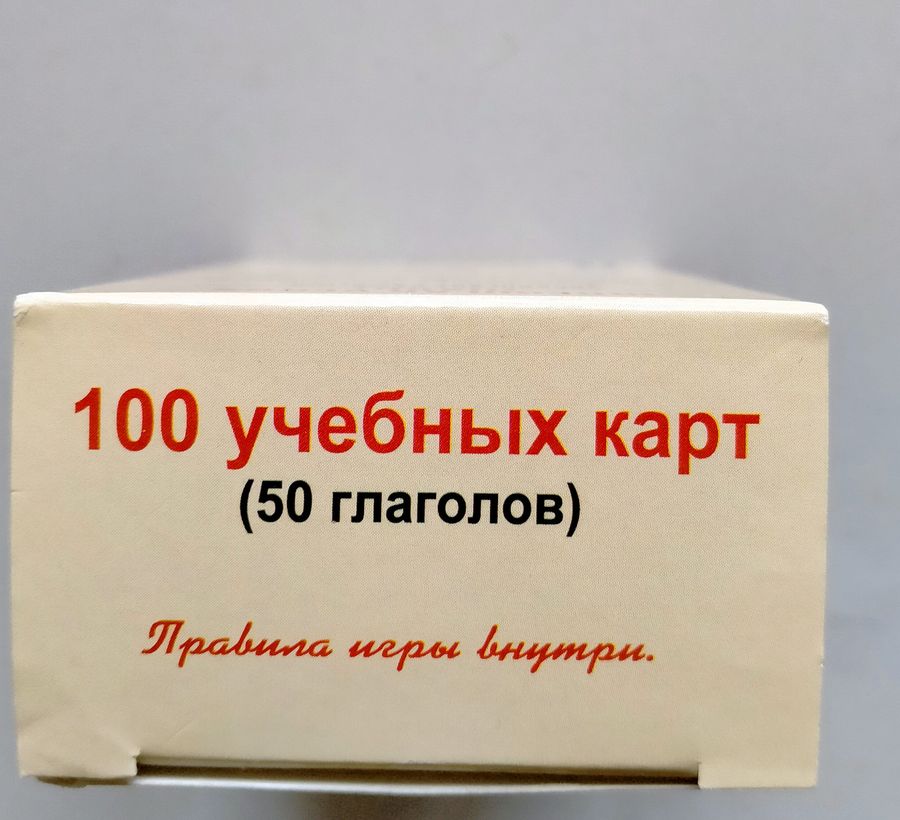 100 учебных карт
(50 глаголов)
Правила игры внутри.